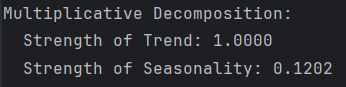 Multiplicative Decomposition:
Strength of Trend: 1.0000
Strength of Seasonality: 0.1202